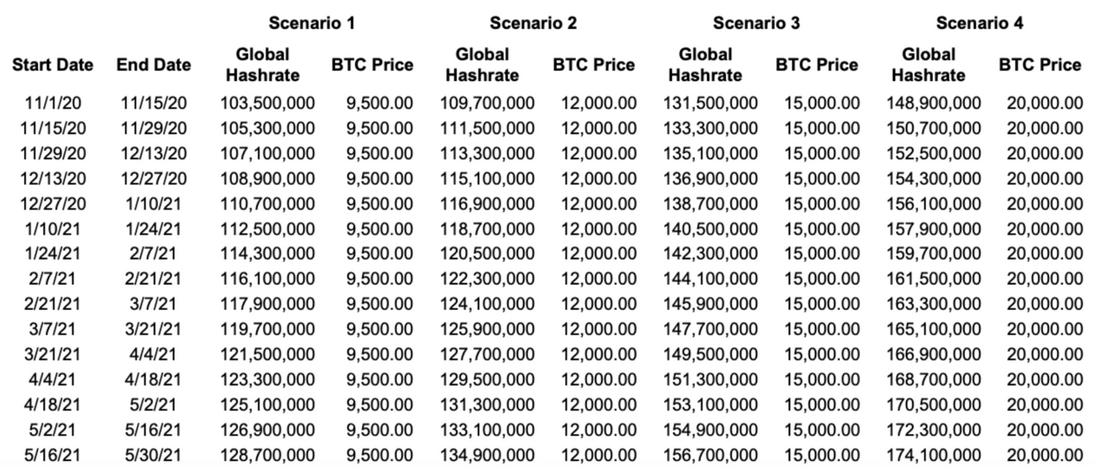 Scenario 1 Scenario 2 Scenario 3 Scenario 4
Start Date End Date Global Hashrate BTC Price Global Hashrate BTC Price Global Hashrate BTC Price Global Hashrate BTC Price
11/1/20 11/15/20 103,500,000 9,500.00 109,700,000 12,000.00 131,500,000 15,000.00 148,900,000 20,000.00
11/15/20 11/29/20 105,300,000 9,500.00 111,500,000 12,000.00 133,300,000 15,000.00 150,700,000 20,000.00
11/29/20 12/13/20 107,100,000 9,500.00 113,300,000 12,000.00 135,100,000 15,000.00 152,500,000 20,000.00
12/13/20 12/27/20 108,900,000 9,500.00 115,100,000 12,000.00 136,900,000 15,000.00 154,300,000 20,000.00
12/27/20 1/10/21 110,700,000 9,500.00 116,900,000 12,000.00 138,700,000 15,000.00 156,100,000 20,000.00
1/10/21 1/24/21 112,500,000 9,500.00 118,700,000 12,000.00 140,500,000 15,000.00 157,900,000 20,000.00
1/24/21 2/7/21 114,300,000 9,500.00 120,500,000 12,000.00 142,300,000 15,000.00 159,700,000 20,000.00
2/7/21 2/21/21 116,100,000 9,500.00 122,300,000 12,000.00 144,100,000 15,000.00 161,500,000 20,000.00
2/21/21 3/7/21 117,900,000 9,500.00 124,100,000 12,000.00 145,900,000 15,000.00 163,300,000 20,000.00
3/7/21 3/21/21 119,700,000 9,500.00 125,900,000 12,000.00 147,700,000 15,000.00 165,100,000 20,000.00
3/21/21 4/4/21 121,500,000 9,500.00 127,700,000 12,000.00 149,500,000 15,000.00 166,900,000 20,000.00
4/4/21 4/18/21 123,300,000 9,500.00 129,500,000 12,000.00 151,300,000 15,000.00 168,700,000 20,000.00
4/18/21 5/2/21 125,100,000 9,500.00 131,300,000 12,000.00 153,100,000 15,000.00 170,500,000 20,000.00
5/2/21 5/16/21 126,900,000 9,500.00 133,100,000 12,000.00 154,900,000 15,000.00 172,300,000 20,000.00
5/16/21 5/30/21 128,700,000 9,500.00 134,900,000 12,000.00 156,700,000 15,000.00 174,100,000 20,000.00